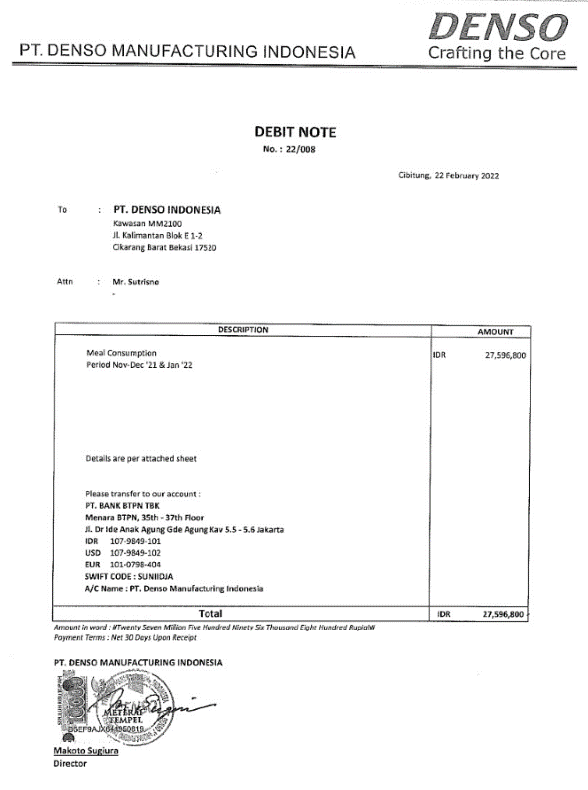 PT. DENSO MANUFACTURING INDONESIA
DENSO
Crafting the Core
DEBIT NOTE
No. : 22/008
Cibitung, 22 February 2022
To : PT. DENSO INDONESIA
Kawasan MM2100
Jl. Kalimantan Blok E 1-2
Cikarang Barat Bekasi 17520
Attn : Mr. Sutrisno
-
DESCRIPTION AMOUNT
Meal Consumption IDR 27,596,800
Period Nov-Dec '21 & Jan '22
Details are per attached sheet
Please transfer to our account :
PT. BANK BTPN TBK
Menara BTPN, 35th - 37th Floor
Jl. Dr Ide Anak Agung Gde Agung Kav 5.5 - 5.6 Jakarta
IDR 107-9849-101
USD 107-9849-102
EUR 101-0798-404
SWIFT CODE : SUNIIDJA
A/C Name : PT. Denso Manufacturing Indonesia
Total IDR 27,596,800
Amount in word : #Twenty Seven Million Five Hundred Ninety Six Thousand Eight Hundred Rupiah#
Payment Terms : Net 30 Days Upon Receipt
PT. DENSO MANUFACTURING INDONESIA
10000
METERAI
TEMPEL
Makoto Sugiura
Director